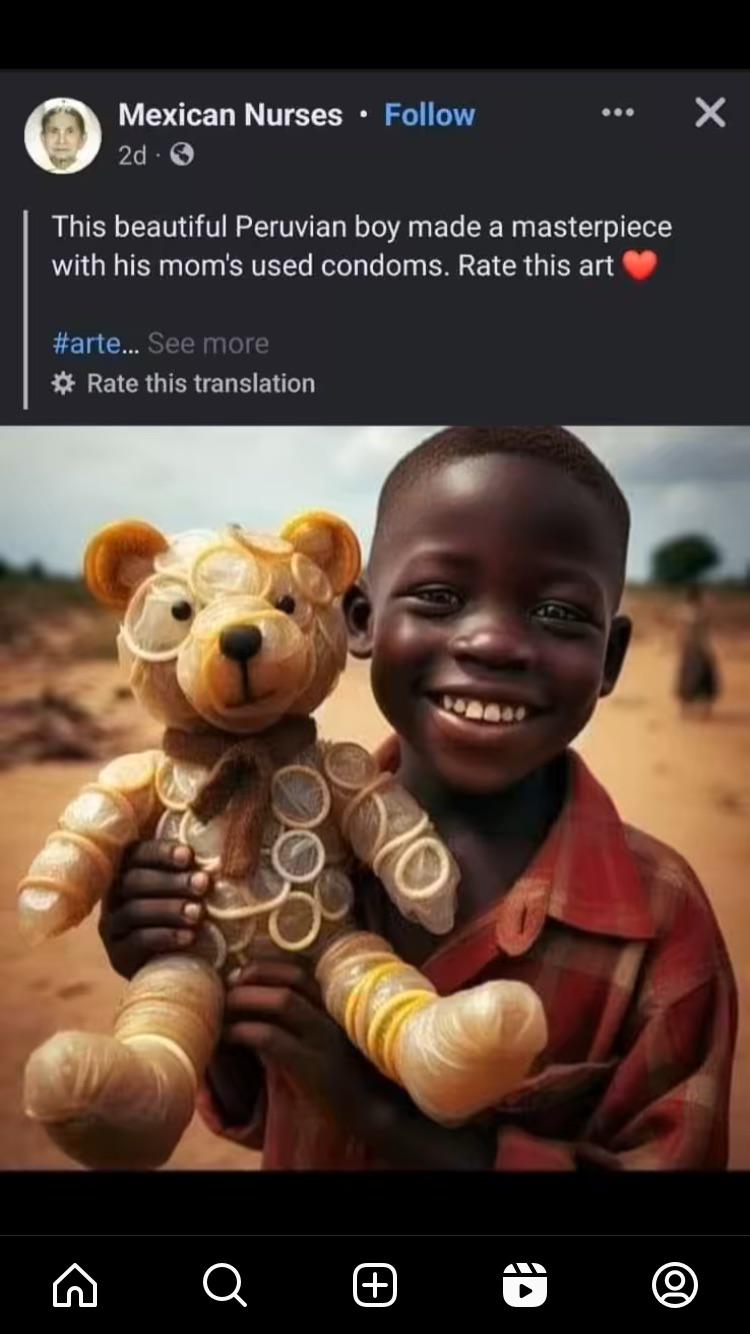 Mexican Nurses · Follow
2d ·
This beautiful Peruvian boy made a masterpiece
with his mom's used condoms. Rate this art ❤️
#arte... See more
Rate this translation